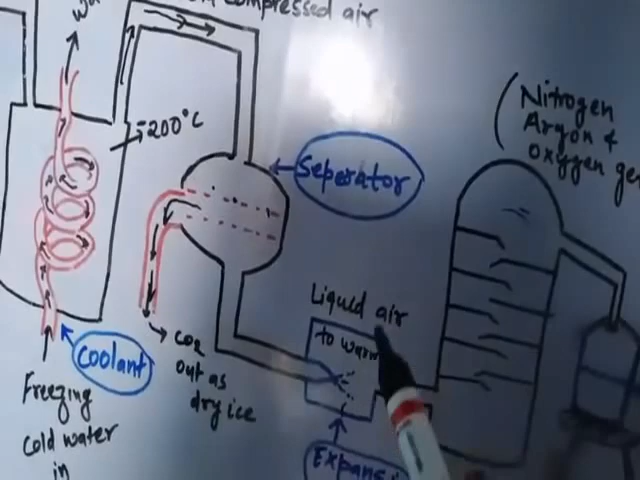 compressed air
-200°C
Seperator
(Nitrogen
Argon +
Oxygen
Liquid air
to warm
Coolant
CO2
out as
dry ice
Freezing
cold water
in